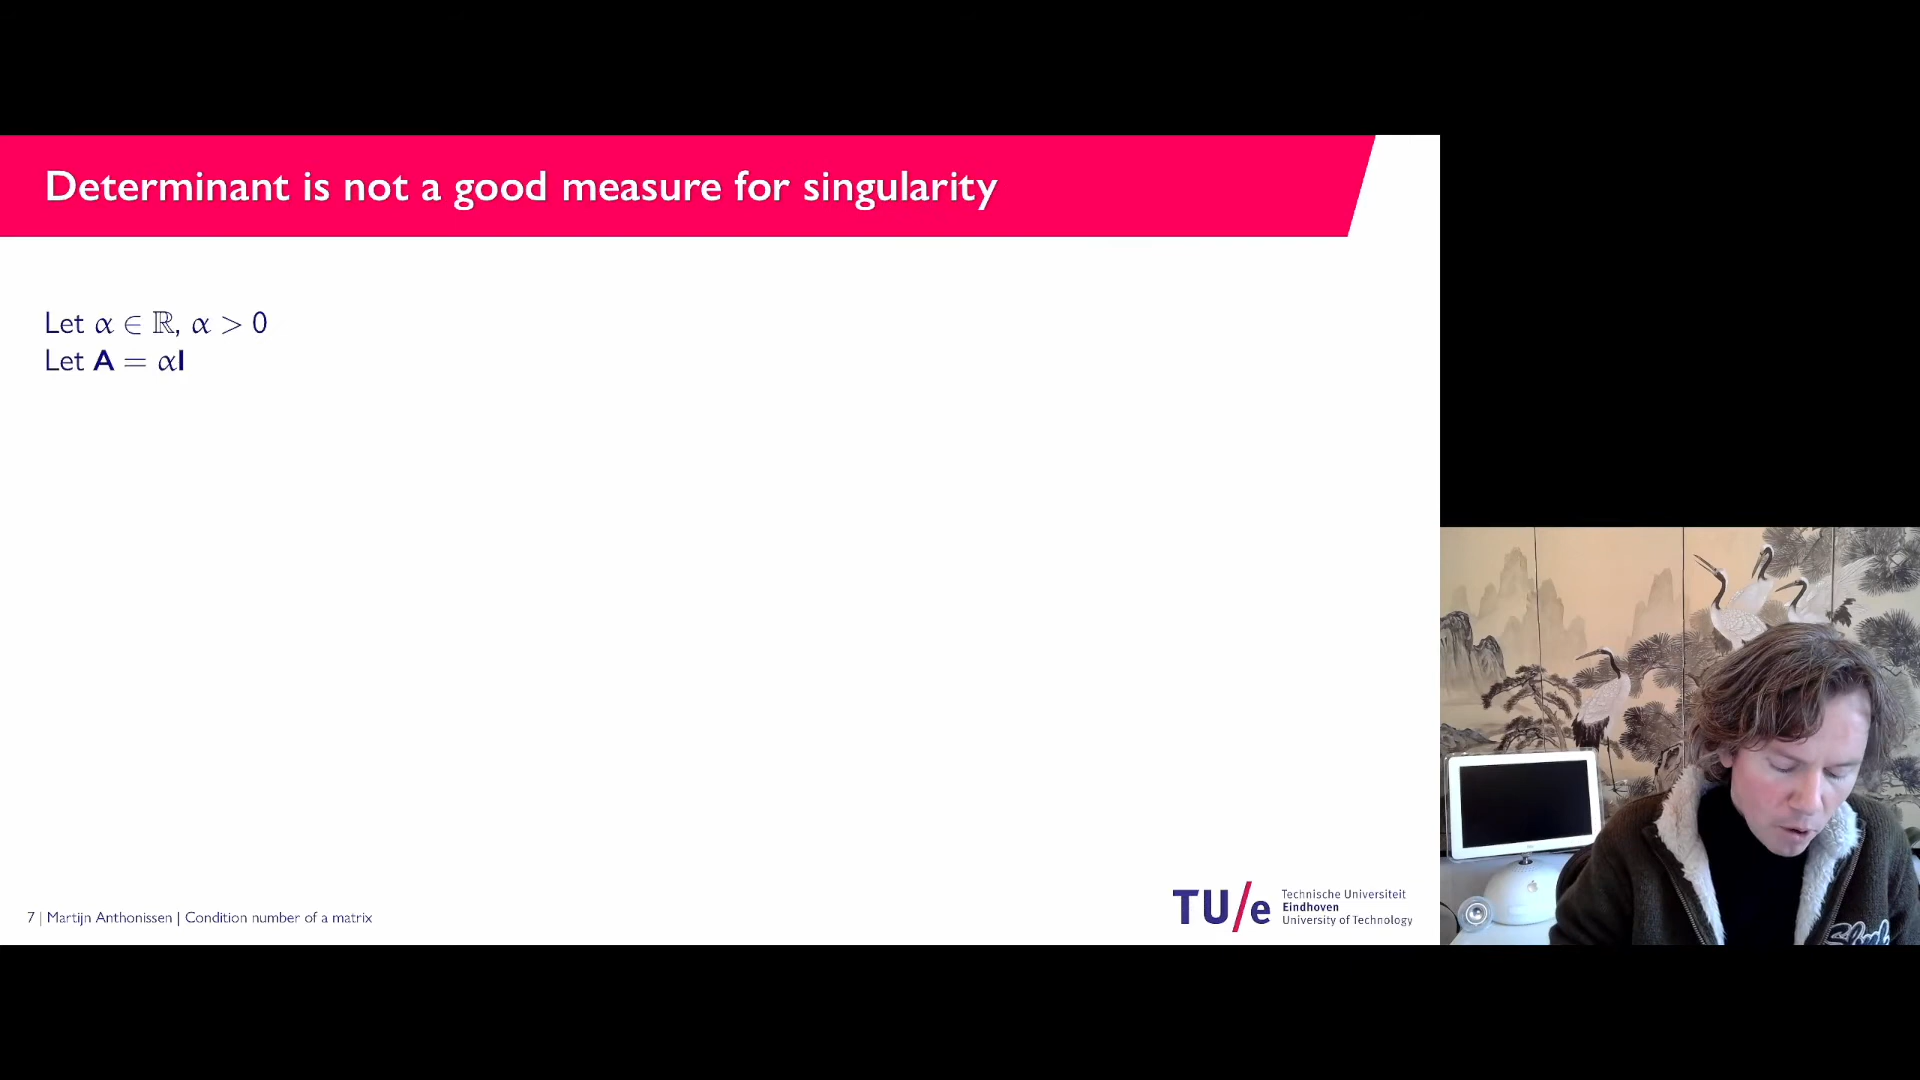 Determinant is not a good measure for singularity
Let α ∈ ℝ, α > 0
Let A = αI
7 | Martijn Anthonissen | Condition number of a matrix
TU/e
Technische Universiteit
Eindhoven
University of Technology